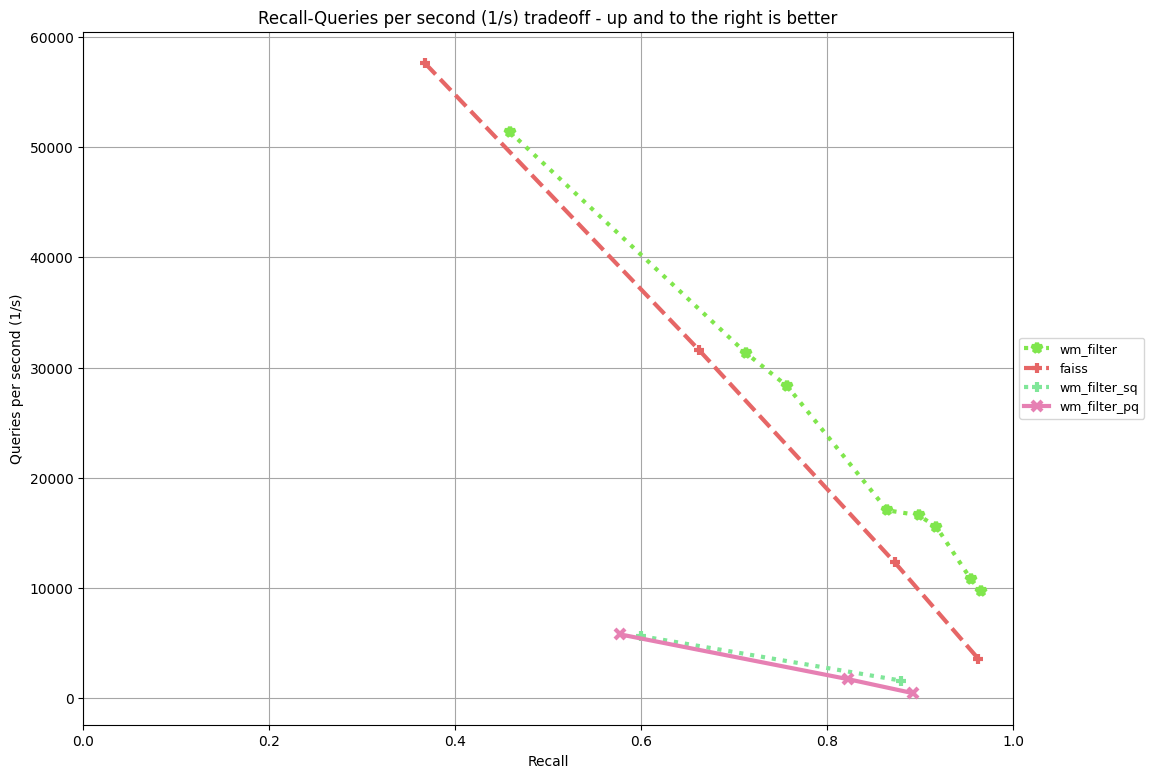 Recall-Queries per second (1/s) tradeoff - up and to the right is better
60000
50000
40000
30000
20000
10000
0
Queries per second (1/s)
0.0
0.2
0.4
0.6
0.8
1.0
Recall
wm_filter
faiss
wm_filter_sq
wm_filter_pq